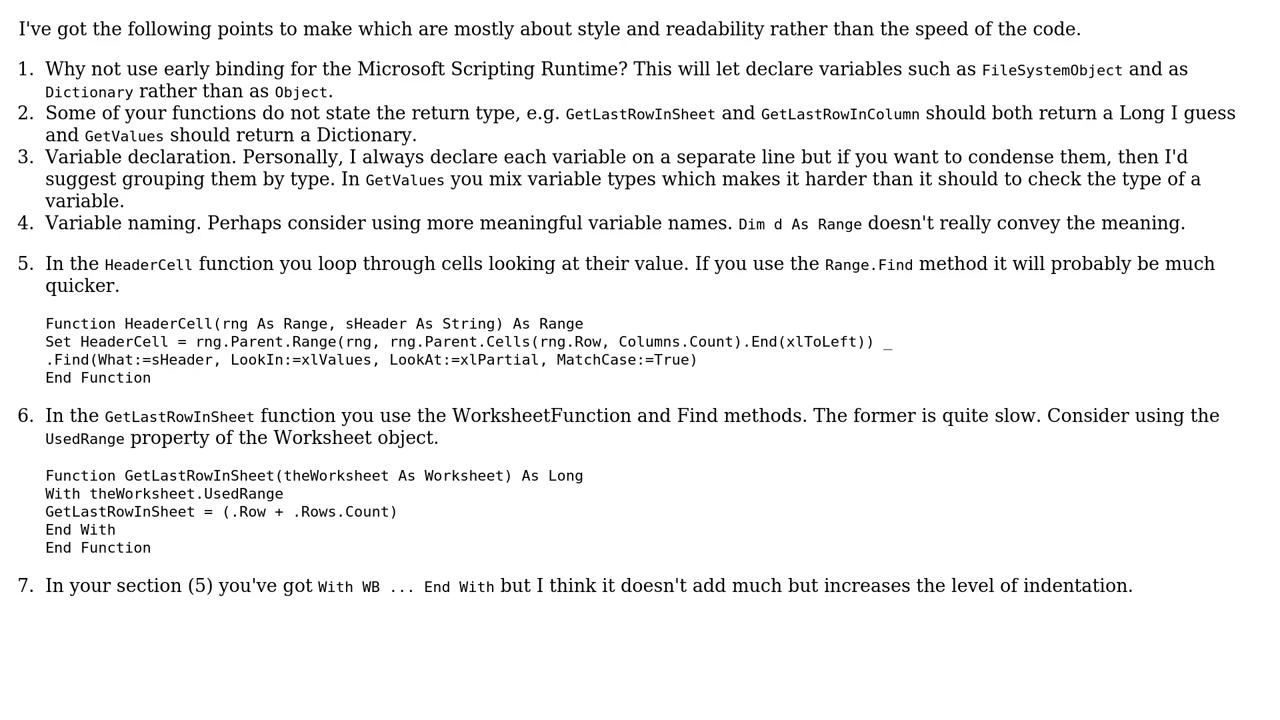 I've got the following points to make which are mostly about style and readability rather than the speed of the code.
1. Why not use early binding for the Microsoft Scripting Runtime? This will let declare variables such as FileSystemObject and as
Dictionary rather than as Object.
2. Some of your functions do not state the return type, e.g. GetLastRowInSheet and GetLastRowInColumn should both return a Long I guess
and GetValues should return a Dictionary.
3. Variable declaration. Personally, I always declare each variable on a separate line but if you want to condense them, then I'd
suggest grouping them by type. In GetValues you mix variable types which makes it harder than it should to check the type of a
variable.
4. Variable naming. Perhaps consider using more meaningful variable names. Dim d As Range doesn't really convey the meaning.
5. In the HeaderCell function you loop through cells looking at their value. If you use the Range.Find method it will probably be much
quicker.
Function HeaderCell(rng As Range, sHeader As String) As Range
Set HeaderCell = rng.Parent.Range(rng, rng.Parent.Cells(rng.Row, Columns.Count).End(xlToLeft)) _
.Find(What:=sHeader, LookIn:=xlValues, LookAt:=xlPartial, MatchCase:=True)
End Function
6. In the GetLastRowInSheet function you use the WorksheetFunction and Find methods. The former is quite slow. Consider using the
UsedRange property of the Worksheet object.
Function GetLastRowInSheet(theWorksheet As Worksheet) As Long
With theWorksheet.UsedRange
GetLastRowInSheet = (.Row + .Rows.Count)
End With
End Function
7. In your section (5) you've got With WB ... End With but I think it doesn't add much but increases the level of indentation.